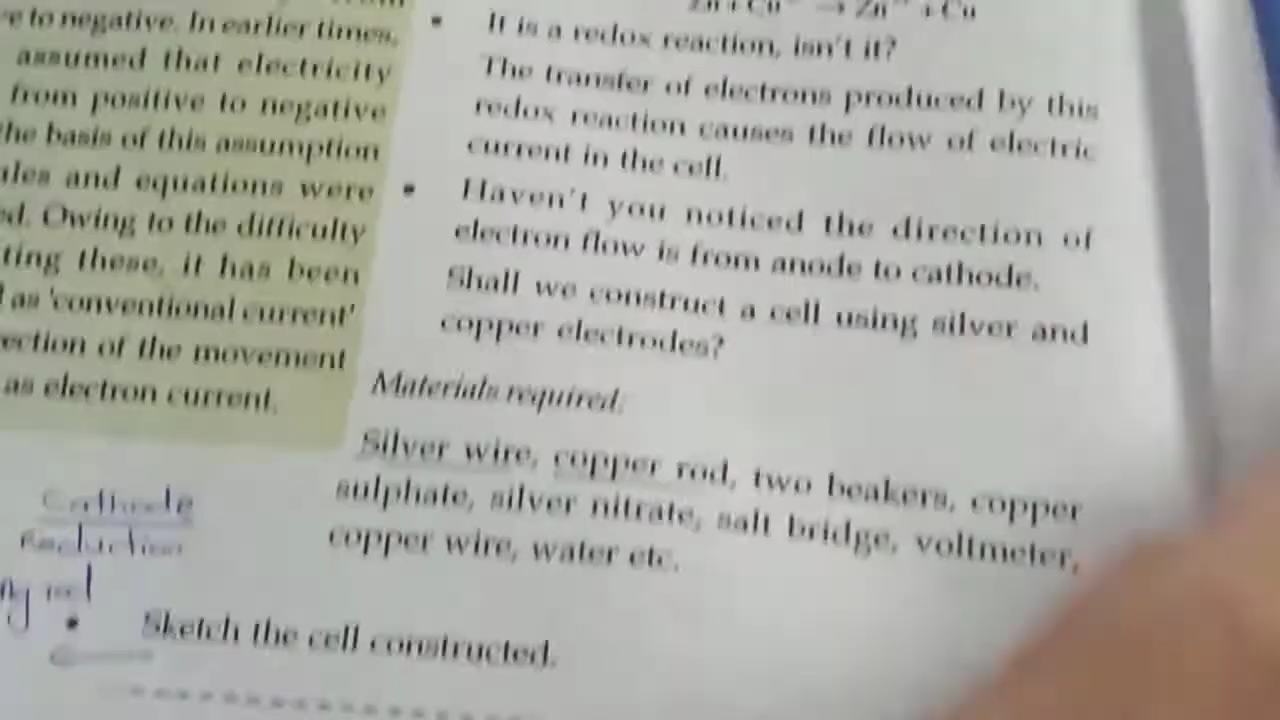 e to negative. In earlier times,
assumed that electricity
from positive to negative
he basis of this assumption
ules and equations were
ed. Owing to the difficulty
ting these, it has been
as 'conventional current'
ection of the movement
as electron current.
Cathode
Reduction
Ag rod
Zn + Cu → Zn + Cu
• It is a redox reaction, isn't it?
The transfer of electrons produced by this
redox reaction causes the flow of electric
current in the cell.
• Haven't you noticed the direction of
electron flow is from anode to cathode.
Shall we construct a cell using silver and
copper electrodes?
Materials required:
Silver wire, copper rod, two beakers, copper
sulphate, silver nitrate, salt bridge, voltmeter,
copper wire, water etc.
• Sketch the cell constructed.